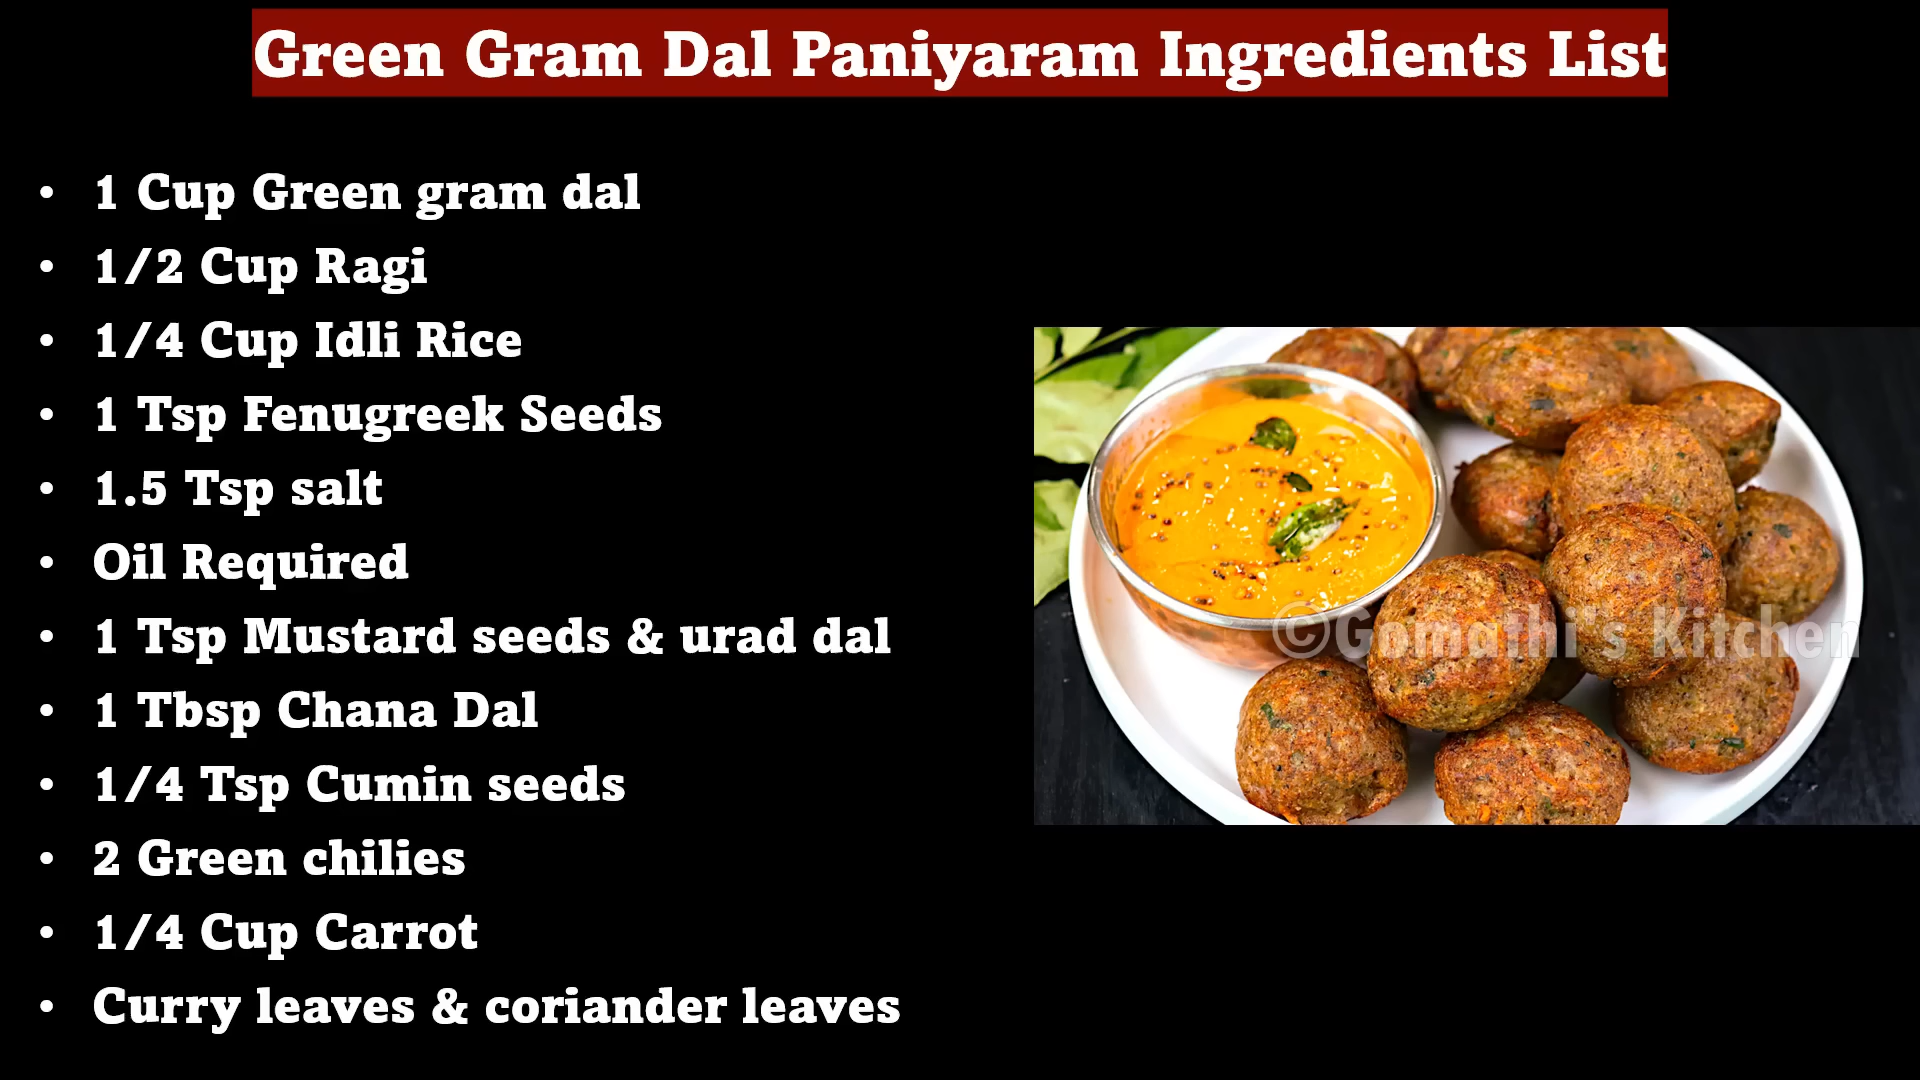 Green Gram Dal Paniyaram Ingredients List
• 1 Cup Green gram dal
• 1/2 Cup Ragi
• 1/4 Cup Idli Rice
• 1 Tsp Fenugreek Seeds
• 1.5 Tsp salt
• Oil Required
• 1 Tsp Mustard seeds & urad dal
• 1 Tbsp Chana Dal
• 1/4 Tsp Cumin seeds
• 2 Green chilies
• 1/4 Cup Carrot
• Curry leaves & coriander leaves
©Gomathi's Kitchen